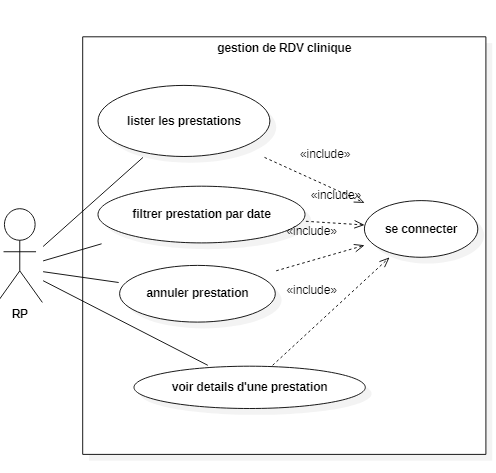 gestion de RDV clinique
lister les prestations
«include»
«include»
filtrer prestation par date
«include»
se connecter
annuler prestation
«include»
RP
voir details d'une prestation